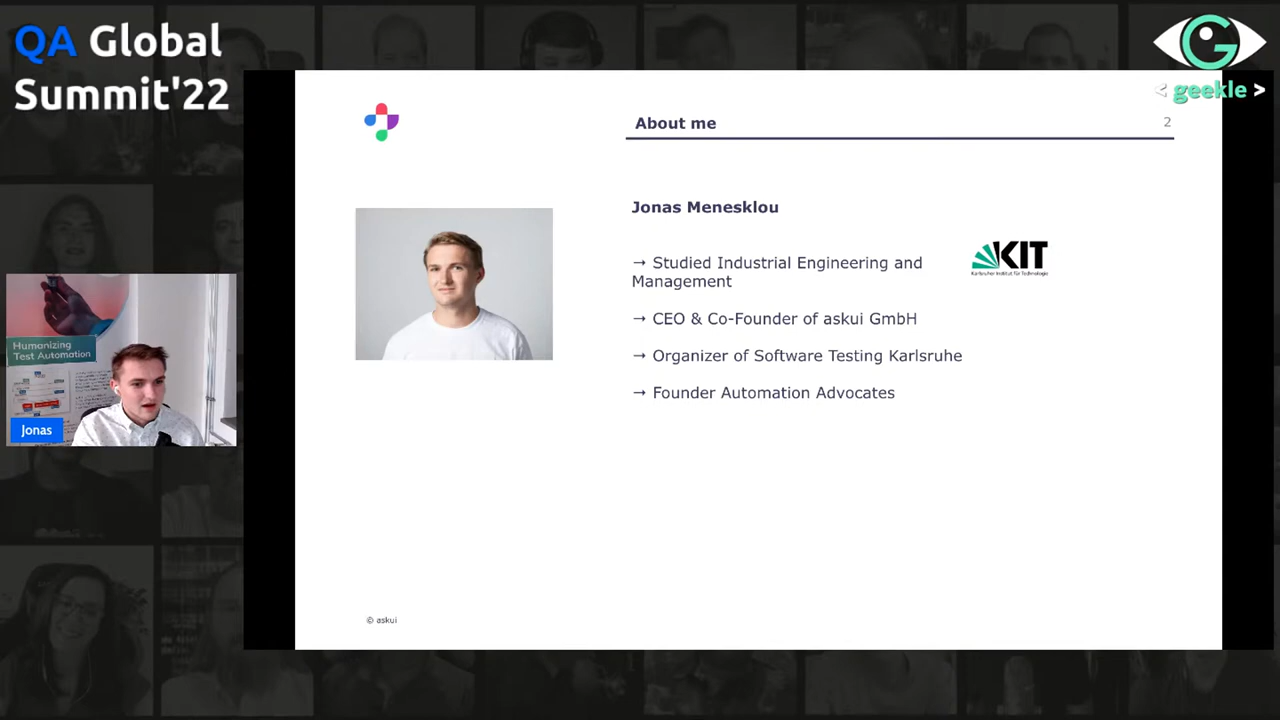 QA Global
Summit'22
< geekle >
About me
2
Jonas Menesklou
→ Studied Industrial Engineering and
Management
KIT
Karlsruher Institut für Technologie
→ CEO & Co-Founder of askui GmbH
→ Organizer of Software Testing Karlsruhe
→ Founder Automation Advocates
Humanizing
Test Automation
Jonas
© askui